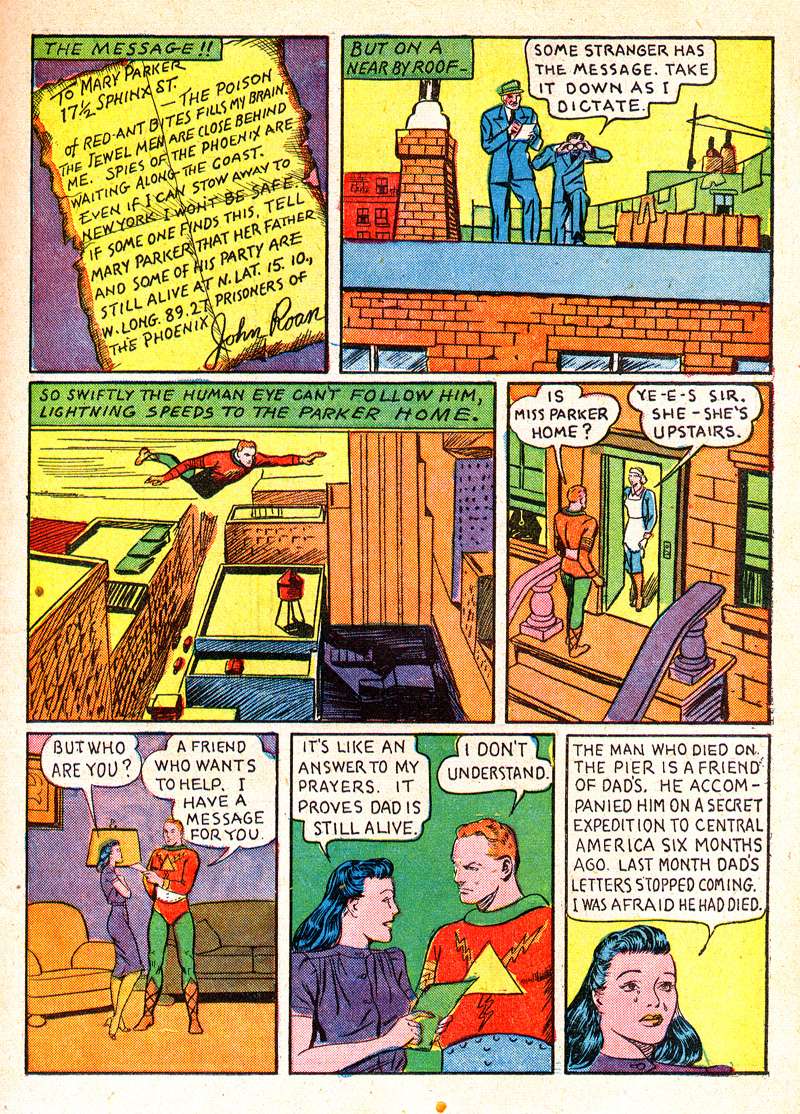 THE MESSAGE!!
TO MARY PARKER
17½ SPHINX ST.
— THE POISON
OF RED-ANT BITES FILLS MY BRAIN.
THE JEWEL MEN ARE CLOSE BEHIND
ME. SPIES OF THE PHOENIX ARE
WAITING ALONG THE COAST.
EVEN IF I CAN STOW AWAY TO
NEW YORK I WON'T BE SAFE.
IF SOME ONE FINDS THIS, TELL
MARY PARKER THAT HER FATHER
AND SOME OF HIS PARTY ARE
STILL ALIVE AT N. LAT. 15. 10.,
W. LONG. 89.27 PRISONERS OF
THE PHOENIX
John Roan
BUT ON A
NEAR BY ROOF—
SOME STRANGER HAS
THE MESSAGE. TAKE
IT DOWN AS I
DICTATE.
SO SWIFTLY THE HUMAN EYE CAN'T FOLLOW HIM,
LIGHTNING SPEEDS TO THE PARKER HOME.
IS
MISS PARKER
HOME?
YE-E-S SIR.
SHE - SHE'S
UPSTAIRS.
BUT WHO
ARE YOU?
A FRIEND
WHO WANTS
TO HELP. I
HAVE A
MESSAGE
FOR YOU.
IT'S LIKE AN
ANSWER TO MY
PRAYERS. IT
PROVES DAD IS
STILL ALIVE.
I DON'T
UNDERSTAND.
THE MAN WHO DIED ON
THE PIER IS A FRIEND
OF DAD'S. HE ACCOM-
PANIED HIM ON A SECRET
EXPEDITION TO CENTRAL
AMERICA SIX MONTHS
AGO. LAST MONTH DAD'S
LETTERS STOPPED COMING.
I WAS AFRAID HE HAD DIED.